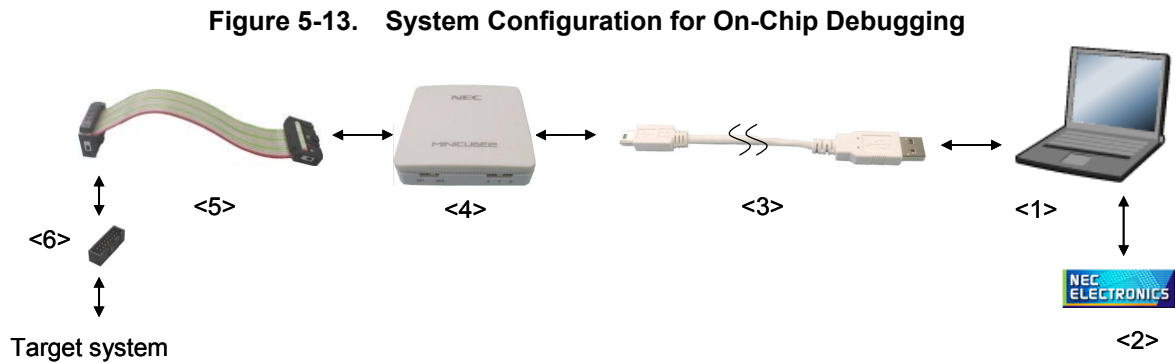 Figure 5-13. System Configuration for On-Chip Debugging
NEC
MINICUBE2
<5>
<4>
<3>
<1>
<6>
NEC
ELECTRONICS
Target system
<2>